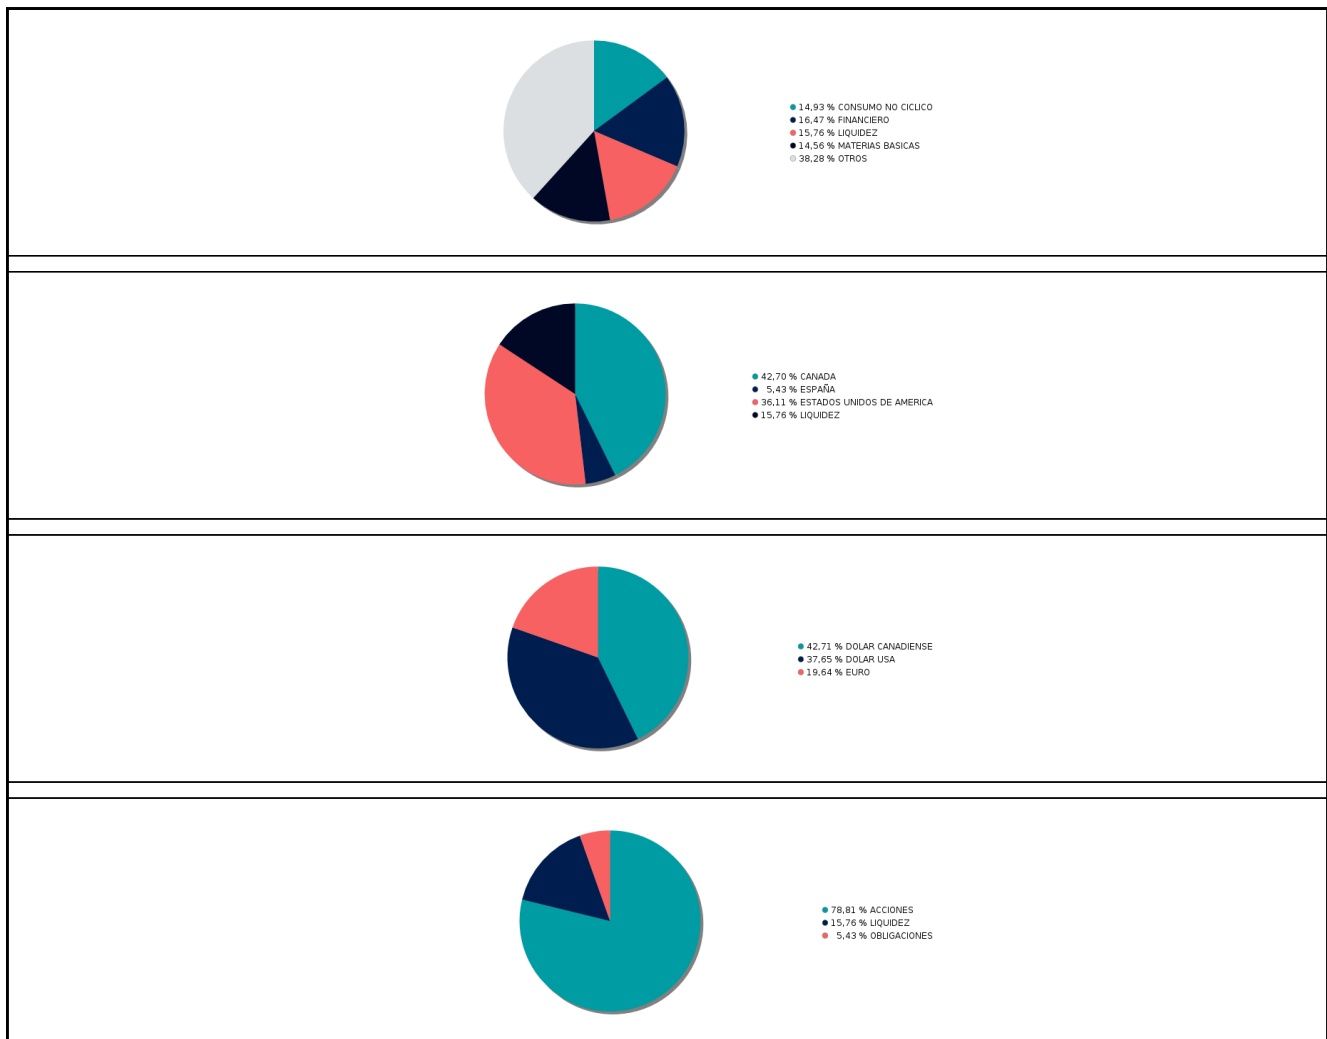 14,93 % CONSUMO NO CICLICO
16,47 % FINANCIERO
15,76 % LIQUIDEZ
14,56 % MATERIAS BASICAS
38,28 % OTROS
42,70 % CANADA
5,43 % ESPAÑA
36,11 % ESTADOS UNIDOS DE AMERICA
15,76 % LIQUIDEZ
42,71 % DOLAR CANADIENSE
37,65 % DOLAR USA
19,64 % EURO
78,81 % ACCIONES
15,76 % LIQUIDEZ
5,43 % OBLIGACIONES